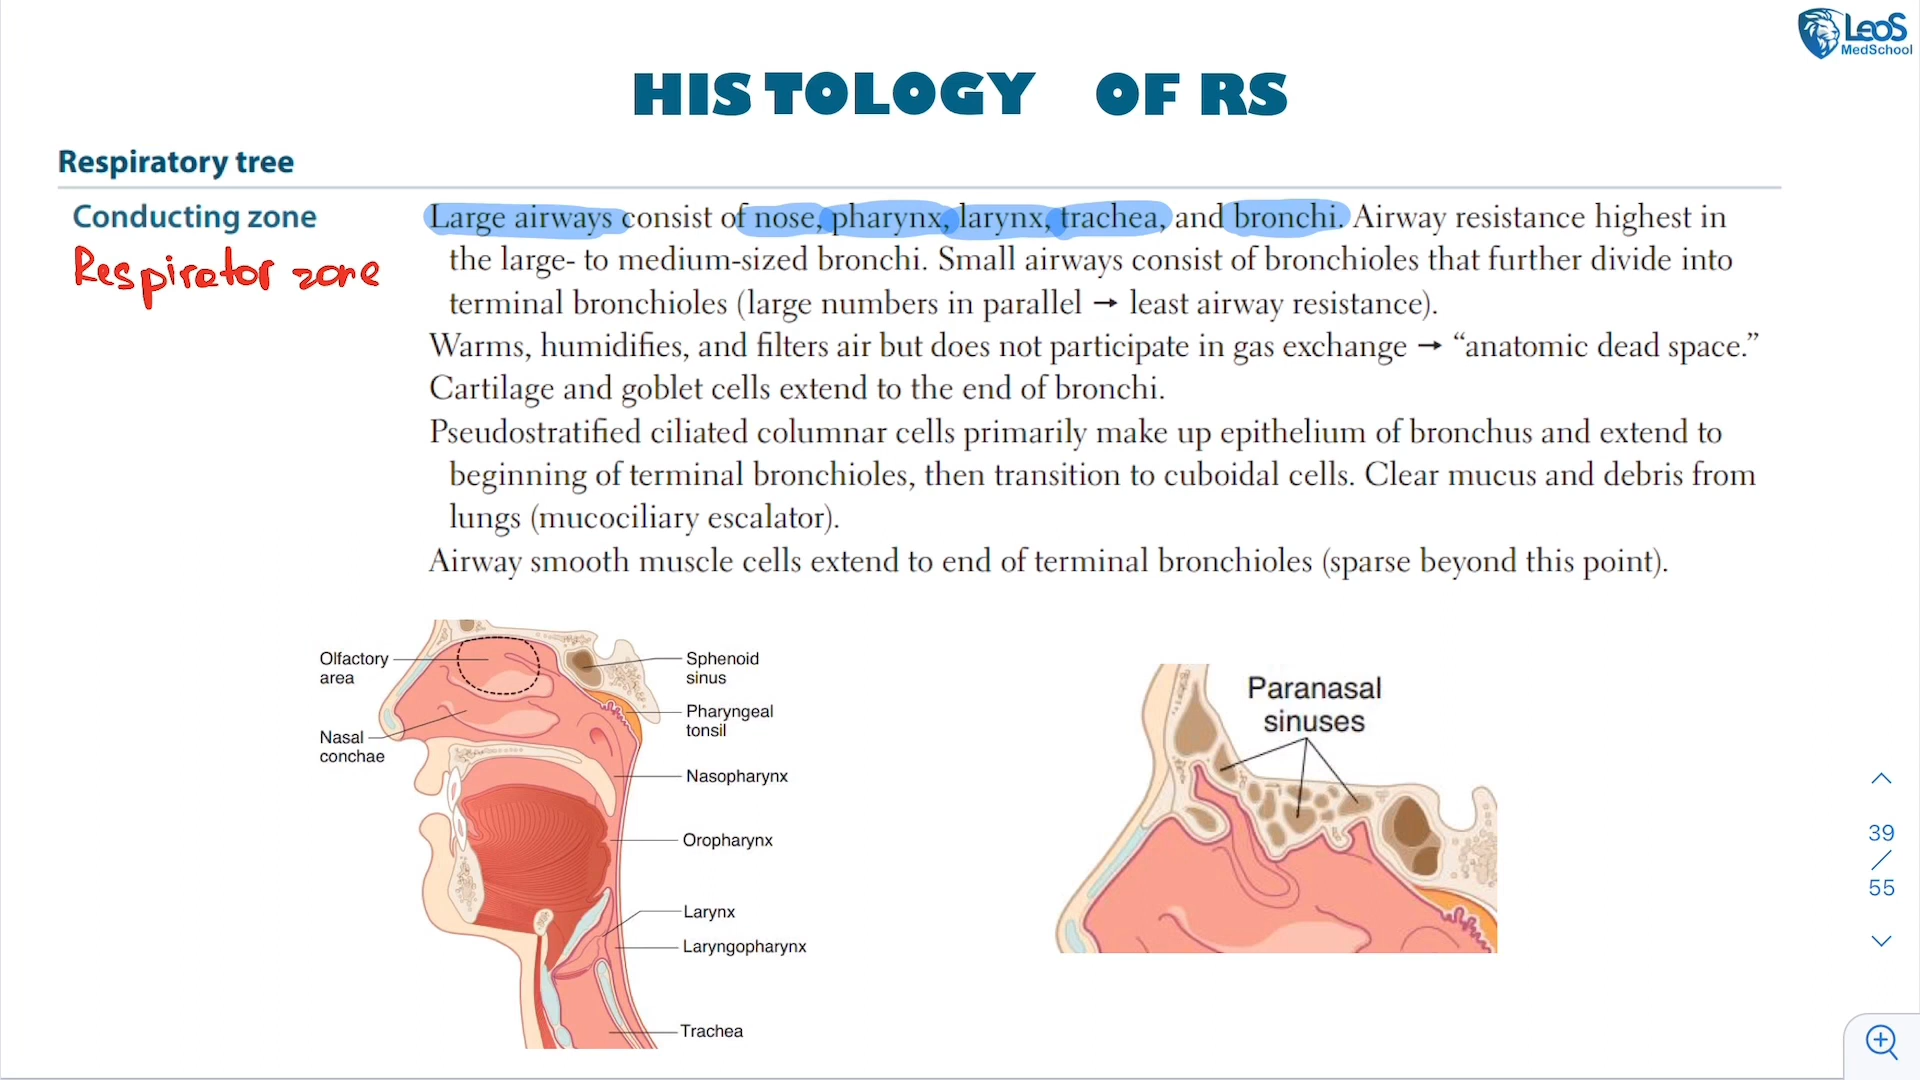 LeoS
MedSchool
HISTOLOGY OF RS
Respiratory tree
Conducting zone
Respirator zone
Large airways consist of nose, pharynx, larynx, trachea, and bronchi. Airway resistance highest in
the large- to medium-sized bronchi. Small airways consist of bronchioles that further divide into
terminal bronchioles (large numbers in parallel → least airway resistance).
Warms, humidifies, and filters air but does not participate in gas exchange → “anatomic dead space.”
Cartilage and goblet cells extend to the end of bronchi.
Pseudostratified ciliated columnar cells primarily make up epithelium of bronchus and extend to
beginning of terminal bronchioles, then transition to cuboidal cells. Clear mucus and debris from
lungs (mucociliary escalator).
Airway smooth muscle cells extend to end of terminal bronchioles (sparse beyond this point).
Olfactory
area
Nasal
conchae
Sphenoid
sinus
Pharyngeal
tonsil
Nasopharynx
Oropharynx
Larynx
Laryngopharynx
Trachea
Paranasal
sinuses
39
/
55